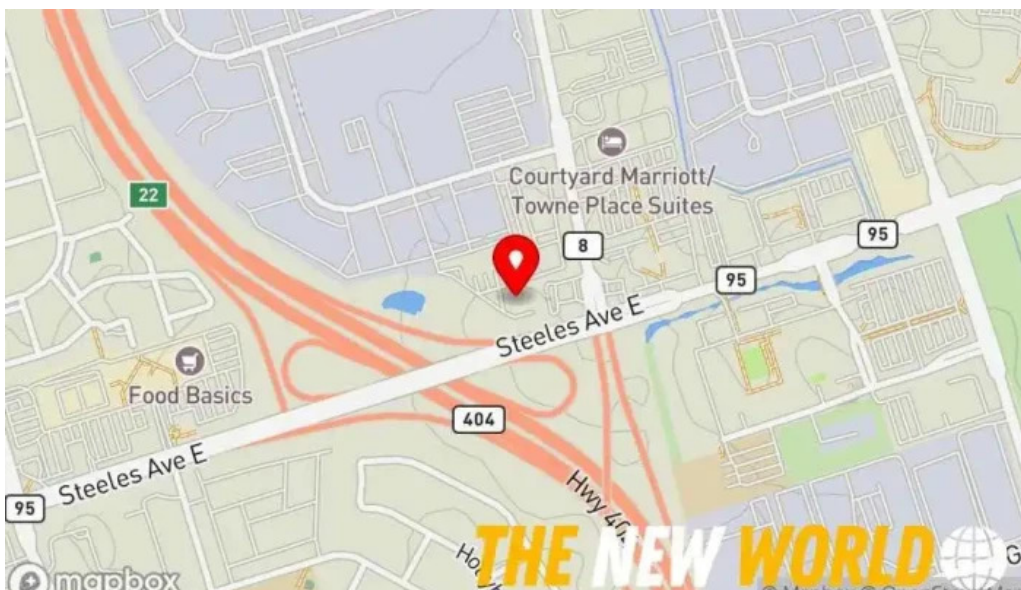 22
Courtyard Marriott/
Towne Place Suites
8
95
95
Steeles Ave E
Food Basics
404
Steeles Ave E
95
Hwy
THE NEW WORLD
G
mapbox